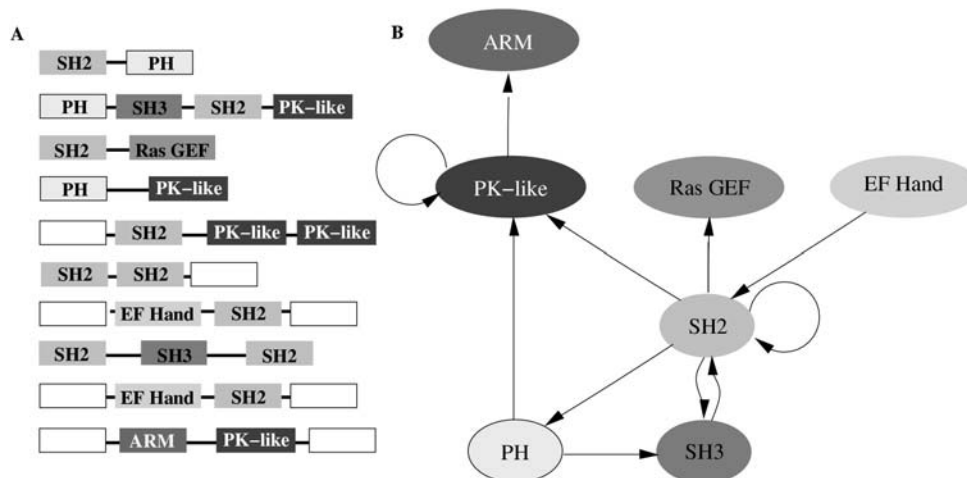 A
SH2 PH
PH SH3 SH2 PK-like
SH2 Ras GEF
PH PK-like
SH2 PK-like PK-like
SH2 SH2
EF Hand SH2
SH2 SH3 SH2
EF Hand SH2
ARM PK-like
B
ARM
PK-like Ras GEF EF Hand
SH2
PH SH3